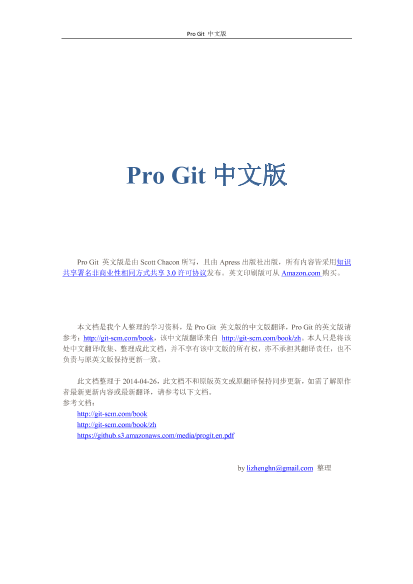 Pro Git 中文版
Pro Git 中文版
Pro Git 英文版是由 Scott Chacon 所写，且由 Apress 出版社出版，所有内容皆采用知识
共享署名非商业性相同方式共享 3.0 许可协议发布。英文印刷版可从 Amazon.com 购买。
本文档是我个人整理的学习资料，是 Pro Git 英文版的中文版翻译。Pro Git 的英文版请
参考：http://git-scm.com/book，该中文版翻译来自 http://git-scm.com/book/zh。本人只是将该
处中文翻译收集、整理成此文档，并不享有该中文版的所有权，亦不承担其翻译责任，也不
负责与原英文版保持更新一致。
此文档整理于 2014-04-26，此文档不和原版英文或原翻译保持同步更新，如需了解原作
者最新更新内容或最新翻译，请参考以下文档。
参考文档：
http://git-scm.com/book
http://git-scm.com/book/zh
https://github.s3.amazonaws.com/media/progit.en.pdf
by lizhenghn@gmail.com 整理